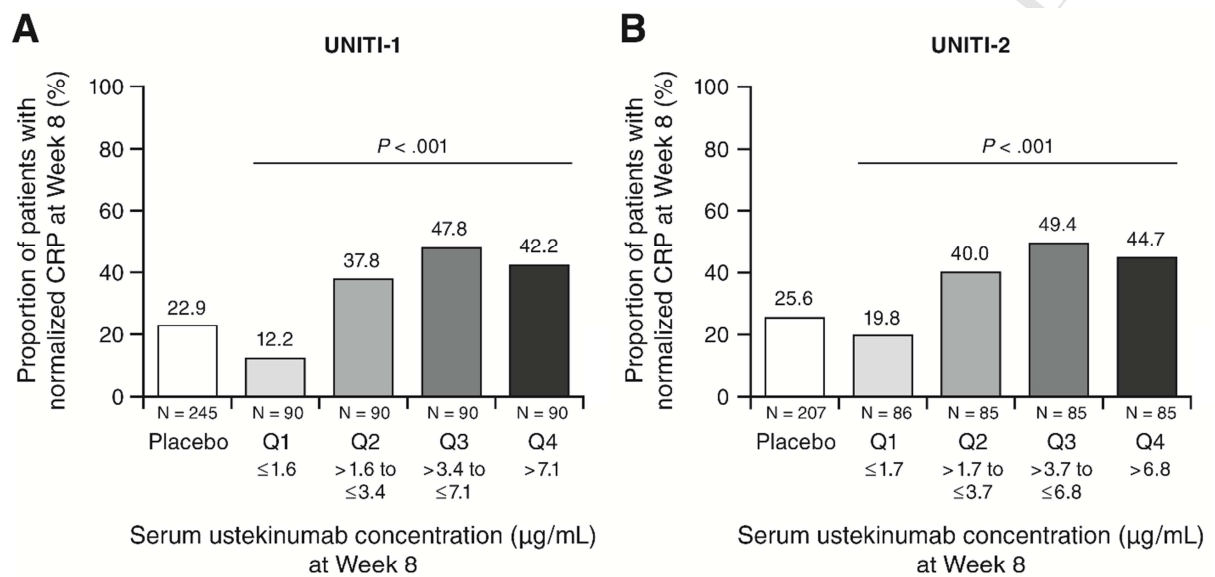 A
UNITI-1
Proportion of patients with
normalized CRP at Week 8 (%)
100
80
60
40
20
0
P < .001
22.9
12.2
37.8
47.8
42.2
N = 245 N = 90 N = 90 N = 90 N = 90
Placebo Q1 Q2 Q3 Q4
≤1.6 >1.6 to >3.4 to >7.1
≤3.4 ≤7.1
Serum ustekinumab concentration (μg/mL)
at Week 8
B
UNITI-2
Proportion of patients with
normalized CRP at Week 8 (%)
100
80
60
40
20
0
P < .001
25.6
19.8
40.0
49.4
44.7
N = 207 N = 86 N = 85 N = 85 N = 85
Placebo Q1 Q2 Q3 Q4
≤1.7 >1.7 to >3.7 to >6.8
≤3.7 ≤6.8
Serum ustekinumab concentration (μg/mL)
at Week 8